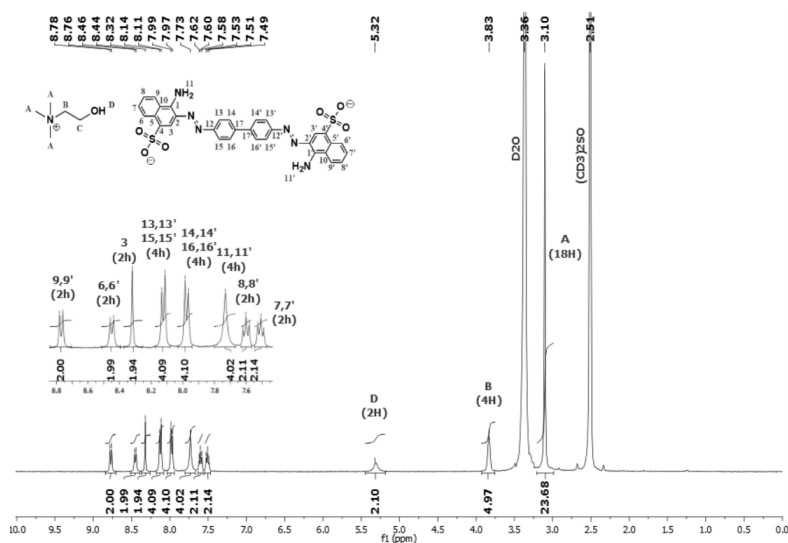 8.78 8.76 8.46 8.44 8.32 8.14 8.11 7.99 7.97 7.73 7.62 7.60 7.58 7.53 7.51 7.49
5.32
3.83
3.36
3.10
2.51
A
A
A
N
⊕
B
C
OH
D
11
NH2
8
9
10
1
7
6
5
4
3
2
N
N
12
13
14
15
16
17
17'
14'
13'
16'
15'
12'
N
N
O
S
O
O
⊖
O
S
O
O⊖
3'
4'
2'
1'
5'
6'
7'
8'
9'
10
H2N
11'
D2O
(CD3)2SO
A
(18H)
9,9'
(2h)
6,6'
(2h)
3
(2h)
13,13'
15,15'
(4h)
14,14'
16,16'
(4h)
11,11'
(4h)
8,8'
(2h)
7,7'
(2h)
2.00 1.99 1.94 4.09 4.10 4.02 2.11 2.14
8.8 8.6 8.4 8.2 8.0 7.8 7.6
D
(2H)
B
(4H)
2.00 1.99 1.94 4.09 4.10 4.02 2.11 2.14
2.10
4.97
23.68
10.0 9.5 9.0 8.5 8.0 7.5 7.0 6.5 6.0 5.5 5.0 4.5 4.0 3.5 3.0 2.5 2.0 1.5 1.0 0.5 0.0
f1 (ppm)